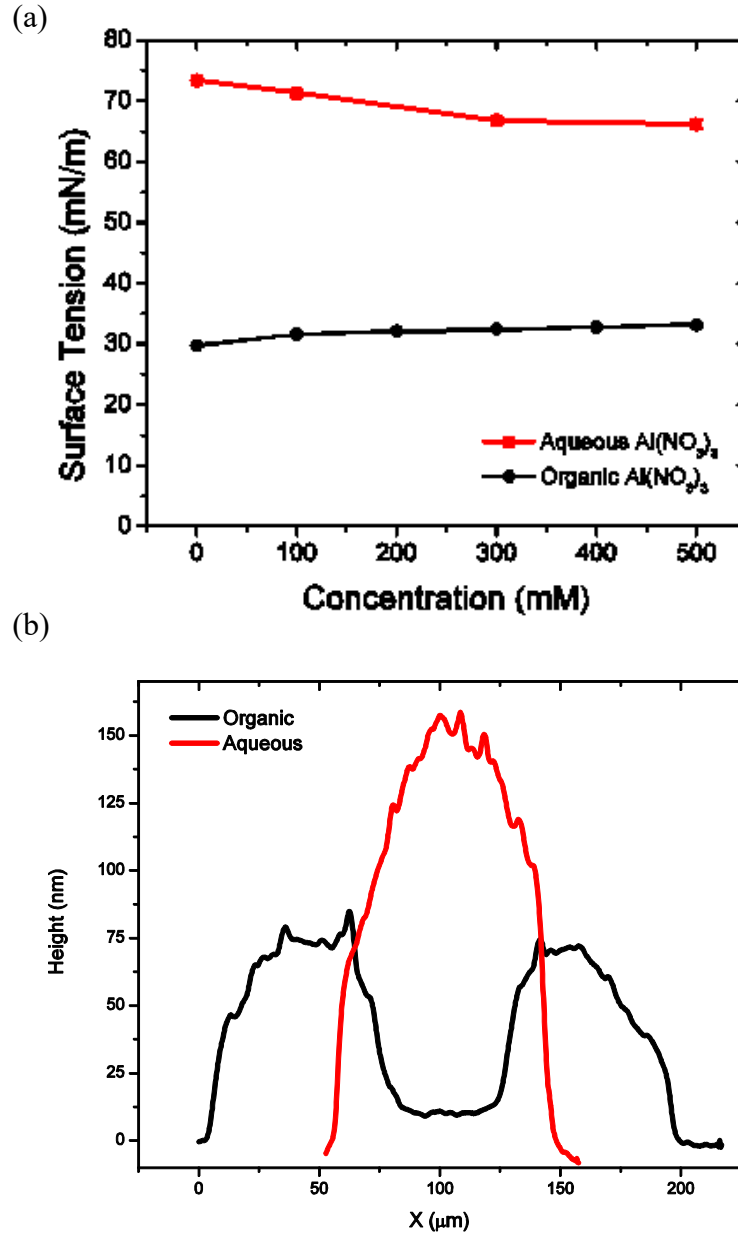 (a)
80
70
60
50
40
30
20
10
0
Surface Tension (mN/m)
Aqueous Al(NO₃)₃
Organic Al(NO₃)₃
0 100 200 300 400 500
Concentration (mM)
(b)
Organic
Aqueous
150
125
100
75
50
25
0
Height (nm)
0 50 100 150 200
X (μm)